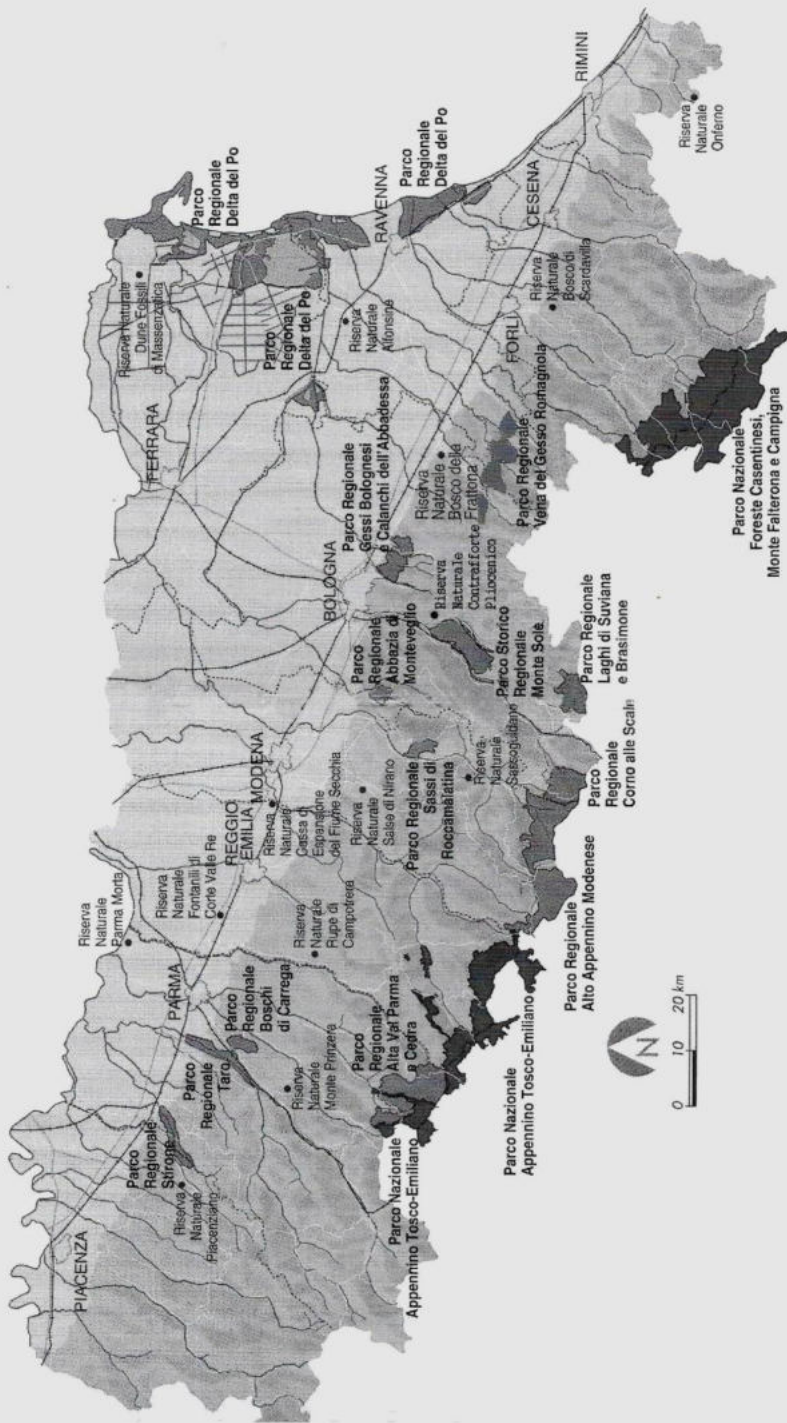 PIACENZA
Parco
Regionale
Stirone
Riserva
Naturale
Piacenziano
PARMA
Parco
Regionale
Taro
Parco
Regionale
Boschi
di Carrega
Riserva
Naturale
Monte Prinzera
Parco Nazionale
Appennino Tosco-Emiliano
Parco
Regionale
Alta Val Parma
e Cedra
Parco Nazionale
Appennino Tosco-Emiliano
Riserva
Naturale
Parma Morta
Riserva
Naturale
Fontanili di
Corte Valle Re
REGGIO
EMILIA
Riserva
Naturale
Rupe di
Campotrera
MODENA
Riserva
Naturale
Cassa di
Espansione
del Fiume Secchia
Riserva
Naturale
Salse di Nirano
Parco Regionale
Sassi di
Roccamalatina
Riserva
Naturale
Sassoguidano
Parco Regionale
Alto Appennino Modenese
Parco
Regionale
Corno alle Scale
BOLOGNA
Parco
Regionale
Abbazia di
Monteveglio
Parco Storico
Regionale
Monte Sole
Parco Regionale
Laghi di Suviana
e Brasimone
Riserva
Naturale
Contrafforte
Pliocenico
Parco Regionale
Gessi Bolognesi
e Calanchi dell'Abbadessa
Riserva
Naturale
Bosco della
Frattona
Parco Regionale
Vena del Gesso Romagnola
FERRARA
Riserva Naturale
Dune Fossili
di Massenzatica
Parco
Regionale
Delta del Po
Parco
Regionale
Delta del Po
Riserva
Naturale
Alfonsine
RAVENNA
Parco
Regionale
Delta del Po
FORLÌ
Riserva
Naturale
Bosco di
Scardavilla
CESENA
RIMINI
Riserva
Naturale
Onferno
Parco Nazionale
Foreste Casentinesi,
Monte Falterona e Campigna
N
0 10 20 km